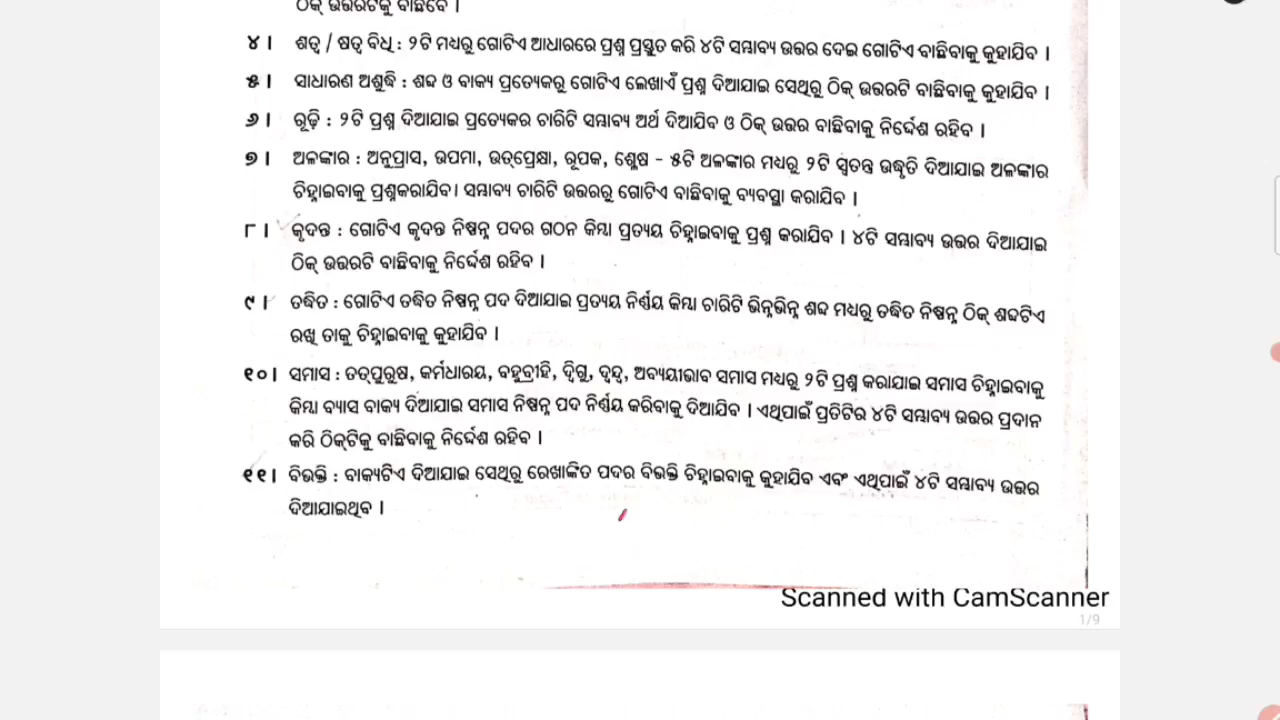 ଠିକ୍ ଉତ୍ତରଟିକୁ ବାଛିବେ ।
୪। ଣତ୍ୱ / ଷତ୍ୱ ବିଧି : ୨ଟି ମଧ୍ୟରୁ ଗୋଟିଏ ଆଧାରରେ ପ୍ରଶ୍ନ ପ୍ରସ୍ତୁତ କରି ୪ଟି ସମ୍ଭାବ୍ୟ ଉତ୍ତର ଦେଇ ଗୋଟିଏ ବାଛିବାକୁ କୁହାଯିବ ।
୫। ସାଧାରଣ ଅଶୁଦ୍ଧି : ଶବ୍ଦ ଓ ବାକ୍ୟ ପ୍ରତ୍ୟେକରୁ ଗୋଟିଏ ଲେଖାଏଁ ପ୍ରଶ୍ନ ଦିଆଯାଇ ସେଥିରୁ ଠିକ୍ ଉତ୍ତରଟି ବାଛିବାକୁ କୁହାଯିବ ।
୬। ରୂଢ଼ି : ୨ଟି ପ୍ରଶ୍ନ ଦିଆଯାଇ ପ୍ରତ୍ୟେକର ଚାରିଟି ସମ୍ଭାବ୍ୟ ଅର୍ଥ ଦିଆଯିବ ଓ ଠିକ୍ ଉତ୍ତର ବାଛିବାକୁ ନିର୍ଦ୍ଦେଶ ରହିବ ।
୭। ଅଳଙ୍କାର : ଅନୁପ୍ରାସ, ଉପମା, ଉତ୍‌ପ୍ରେକ୍ଷା, ରୂପକ, ଶ୍ଳେଷ - ୫ଟି ଅଳଙ୍କାର ମଧ୍ୟରୁ ୨ଟି ସ୍ୱତନ୍ତ୍ର ଉଦ୍ଧୃତି ଦିଆଯାଇ ଅଳଙ୍କାର
ଚିହ୍ନାଇବାକୁ ପ୍ରଶ୍ନକରାଯିବ। ସମ୍ଭାବ୍ୟ ଚାରିଟି ଉତ୍ତରରୁ ଗୋଟିଏ ବାଛିବାକୁ ବ୍ୟବସ୍ଥା କରାଯିବ ।
୮। କୃଦନ୍ତ : ଗୋଟିଏ କୃଦନ୍ତ ନିଷ୍ପନ୍ନ ପଦର ଗଠନ କିମ୍ବା ପ୍ରତ୍ୟୟ ଚିହ୍ନାଇବାକୁ ପ୍ରଶ୍ନ କରାଯିବ । ୪ଟି ସମ୍ଭାବ୍ୟ ଉତ୍ତର ଦିଆଯାଇ
ଠିକ୍ ଉତ୍ତରଟି ବାଛିବାକୁ ନିର୍ଦ୍ଦେଶ ରହିବ ।
୯। ତଦ୍ଧିତ : ଗୋଟିଏ ତଦ୍ଧିତ ନିଷ୍ପନ୍ନ ପଦ ଦିଆଯାଇ ପ୍ରତ୍ୟୟ ନିର୍ଣ୍ଣୟ କିମ୍ବା ଚାରିଟି ଭିନ୍ନଭିନ୍ନ ଶବ୍ଦ ମଧ୍ୟରୁ ତଦ୍ଧିତ ନିଷ୍ପନ୍ନ ଠିକ୍ ଶବ୍ଦଟିଏ
ରଖି ତାକୁ ଚିହ୍ନାଇବାକୁ କୁହାଯିବ ।
୧୦। ସମାସ : ତତ୍‌ପୁରୁଷ, କର୍ମଧାରୟ, ବହୁବ୍ରୀହି, ଦ୍ୱିଗୁ, ଦ୍ୱନ୍ଦ୍ୱ, ଅବ୍ୟୟୀଭାବ ସମାସ ମଧ୍ୟରୁ ୨ଟି ପ୍ରଶ୍ନ କରାଯାଇ ସମାସ ଚିହ୍ନାଇବାକୁ
କିମ୍ବା ବ୍ୟାସ ବାକ୍ୟ ଦିଆଯାଇ ସମାସ ନିଷ୍ପନ୍ନ ପଦ ନିର୍ଣ୍ଣୟ କରିବାକୁ ଦିଆଯିବ । ଏଥିପାଇଁ ପ୍ରତିଟିର ୪ଟି ସମ୍ଭାବ୍ୟ ଉତ୍ତର ପ୍ରଦାନ
କରି ଠିକ୍‌ଟିକୁ ବାଛିବାକୁ ନିର୍ଦ୍ଦେଶ ରହିବ ।
୧୧। ବିଭକ୍ତି : ବାକ୍ୟଟିଏ ଦିଆଯାଇ ସେଥିରୁ ରେଖାଙ୍କିତ ପଦର ବିଭକ୍ତି ଚିହ୍ନାଇବାକୁ କୁହାଯିବ ଏବଂ ଏଥିପାଇଁ ୪ଟି ସମ୍ଭାବ୍ୟ ଉତ୍ତର
ଦିଆଯାଇଥିବ ।
Scanned with CamScanner
1/9